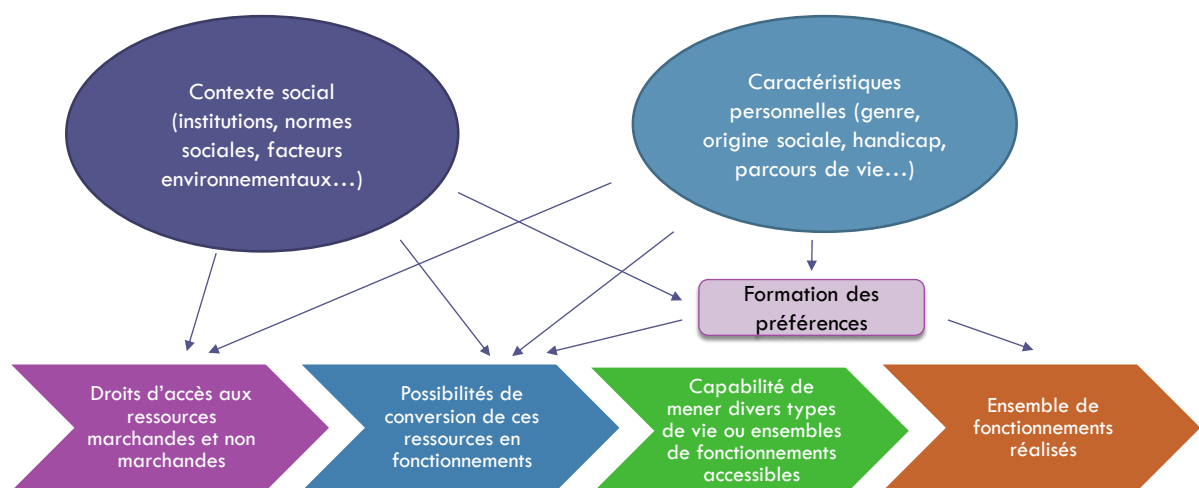 Contexte social
(institutions, normes
sociales, facteurs
environnementaux…)
Caractéristiques
personnelles (genre,
origine sociale, handicap,
parcours de vie…)
Formation des
préférences
Droits d’accès aux
ressources
marchandes et non
marchandes
Possibilités de
conversion de ces
ressources en
fonctionnements
Capabilité de
mener divers types
de vie ou ensembles
de fonctionnements
accessibles
Ensemble de
fonctionnements
réalisés